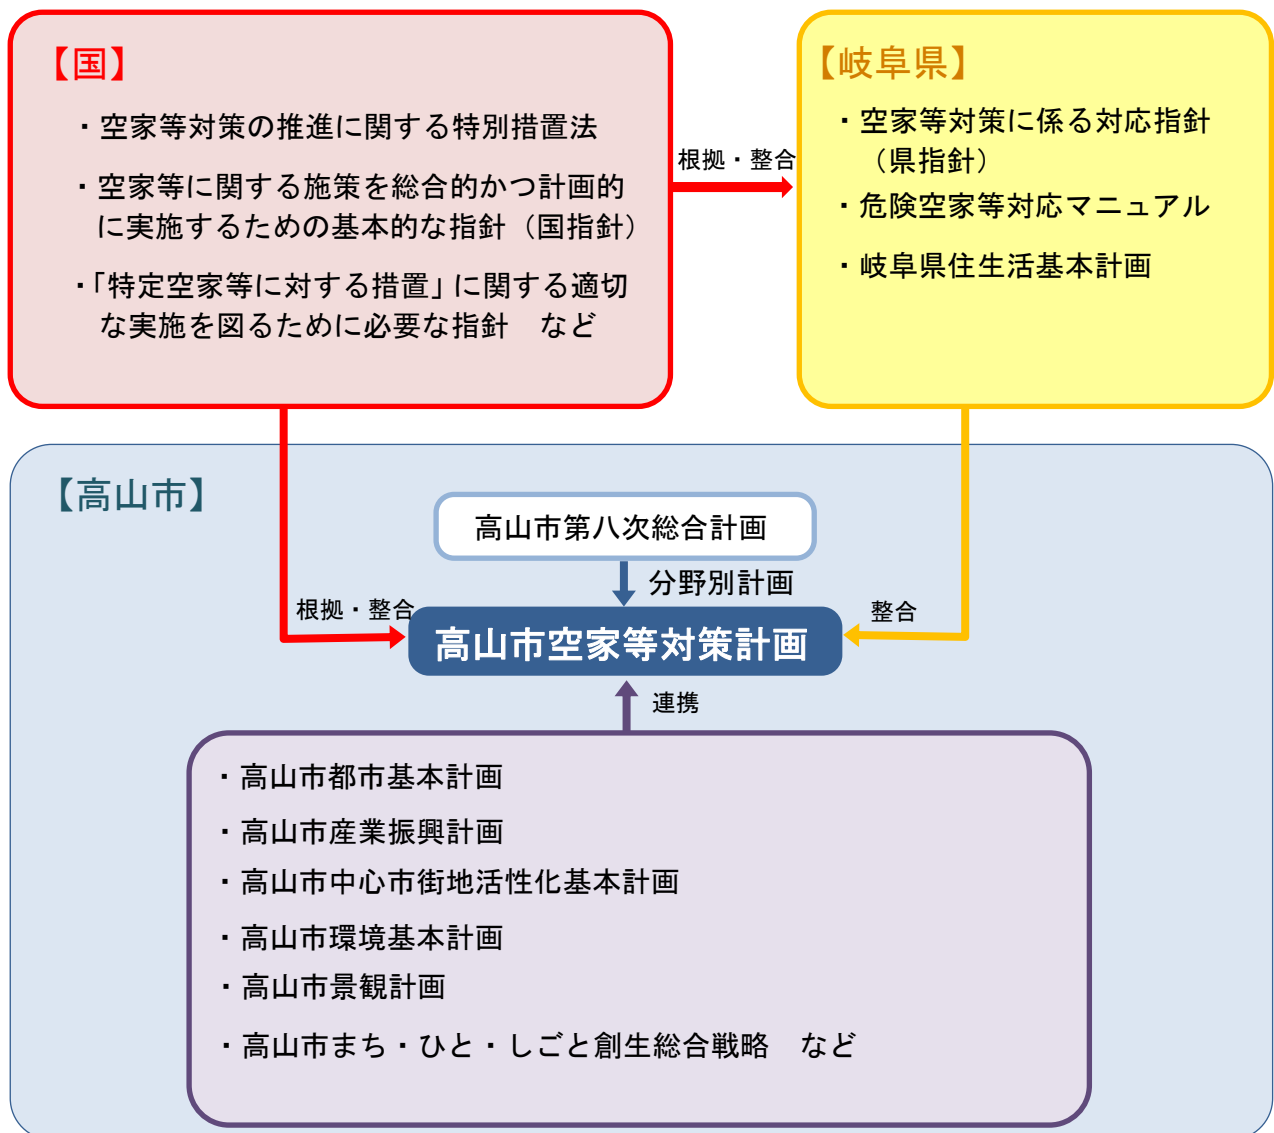 【国】
・空家等対策の推進に関する特別措置法
・空家等に関する施策を総合的かつ計画的
に実施するための基本的な指針（国指針）
・「特定空家等に対する措置」に関する適切
な実施を図るために必要な指針　など
根拠・整合
【岐阜県】
・空家等対策に係る対応指針
（県指針）
・危険空家等対応マニュアル
・岐阜県住生活基本計画
【高山市】
高山市第八次総合計画
分野別計画
根拠・整合
高山市空家等対策計画
整合
連携
・高山市都市基本計画
・高山市産業振興計画
・高山市中心市街地活性化基本計画
・高山市環境基本計画
・高山市景観計画
・高山市まち・ひと・しごと創生総合戦略　など